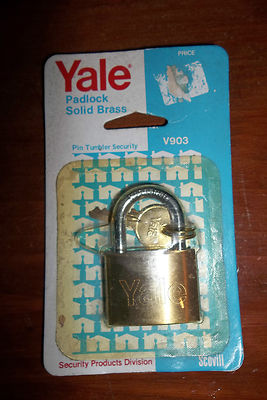 PRICE
Yale
Padlock
Solid Brass
Pin Tumbler Security
V903
Yale
Security Products Division
Scovill